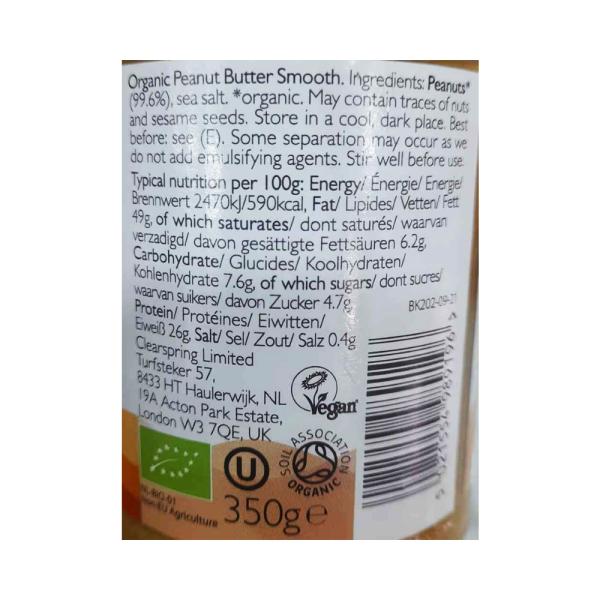 Organic Peanut Butter Smooth. Ingredients: Peanuts*
(99.6%), sea salt. *organic. May contain traces of nuts
and sesame seeds. Store in a cool, dark place. Best
before: see (E). Some separation may occur as we
do not add emulsifying agents. Stir well before use.
Typical nutrition per 100g: Energy/ Énergie/ Energie/
Brennwert 2470kJ/590kcal, Fat/ Lipides/ Vetten/ Fett
49g, of which saturates/ dont saturés/ waarvan
verzadigd/ davon gesättigte Fettsäuren 6.2g,
Carbohydrate/ Glucides/ Koolhydraten/
Kohlenhydrate 7.6g, of which sugars/ dont sucres/
waarvan suikers/ davon Zucker 4.7g,
Protein/ Protéines/ Eiwitten/
Eiweiß 26g, Salt/ Sel/ Zout/ Salz 0.4g
BK202-09-21
Clearspring Limited
Turfsteker 57,
8433 HT Haulerwijk, NL
19A Acton Park Estate,
London W3 7QE, UK
Vegan
SOIL ASSOCIATION
ORGANIC
U
NL-BIO-01
Agriculture
350g e